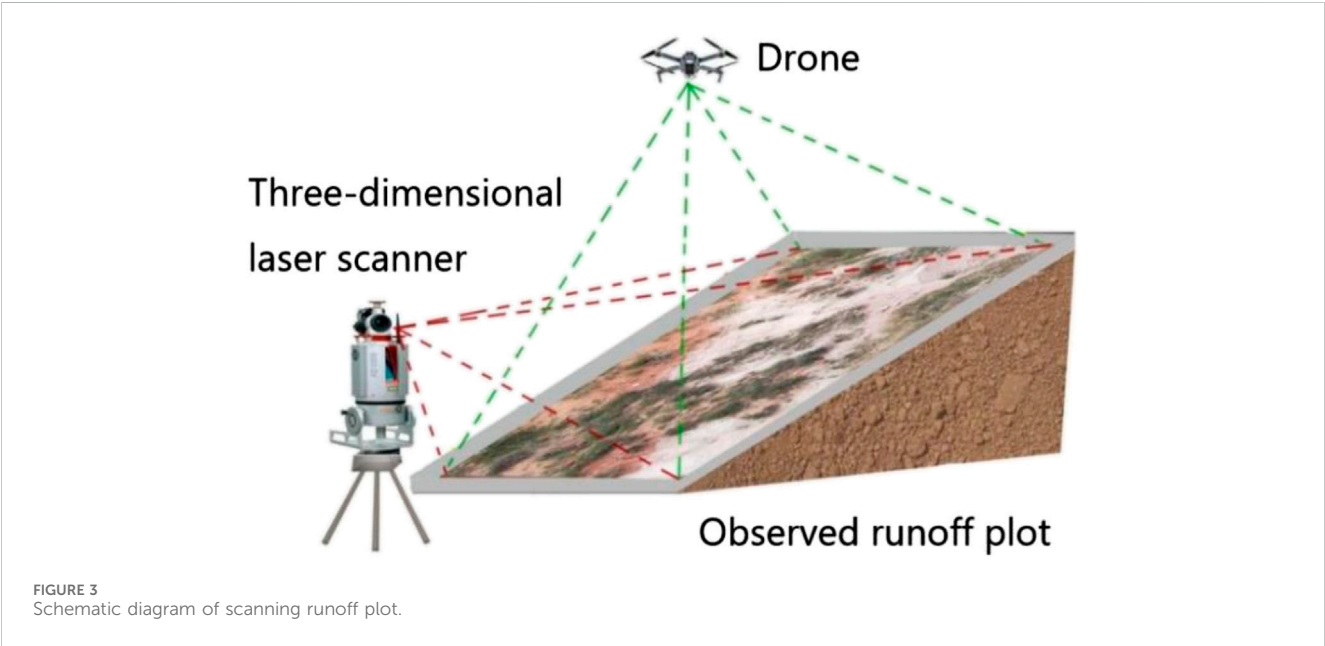 Drone
Three-dimensional
laser scanner
Observed runoff plot
FIGURE 3
Schematic diagram of scanning runoff plot.